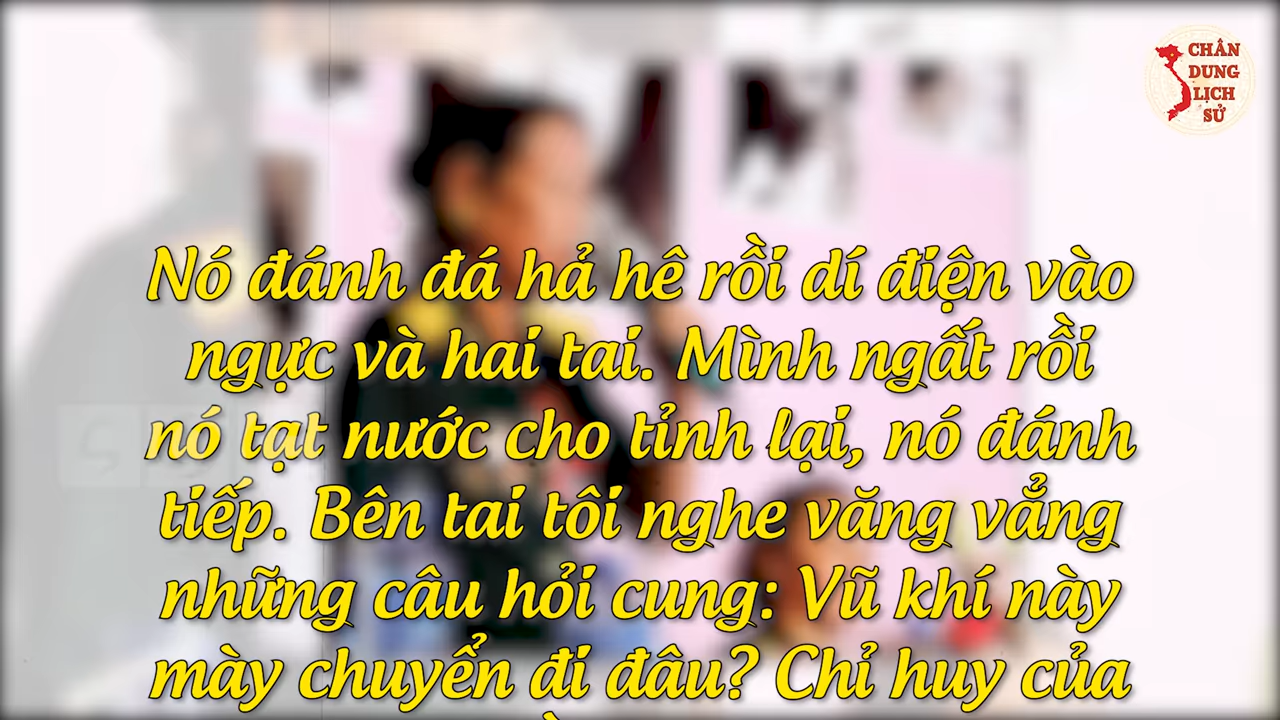 CHÂN
DUNG
LỊCH
SỬ
Nó đánh đá hả hê rồi dí điện vào
ngực và hai tai. Mình ngất rồi
nó tạt nước cho tỉnh lại, nó đánh
tiếp. Bên tai tôi nghe văng vẳng
những câu hỏi cung: Vũ khí này
mày chuyển đi đâu? Chỉ huy của